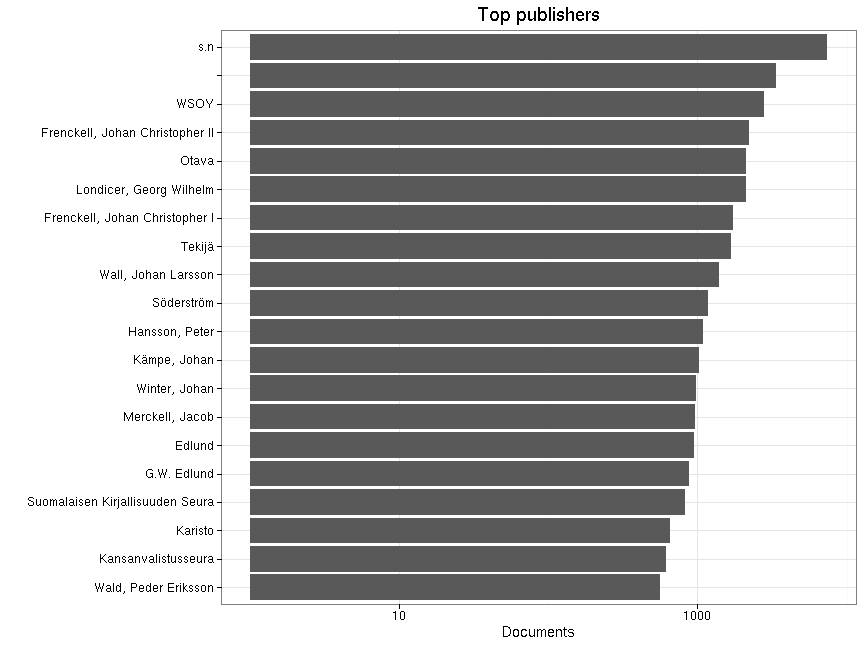 Top publishers
s.n
WSOY
Frenckell, Johan Christopher II
Otava
Londicer, Georg Wilhelm
Frenckell, Johan Christopher I
Tekijä
Wall, Johan Larsson
Söderström
Hansson, Peter
Kämpe, Johan
Winter, Johan
Merckell, Jacob
Edlund
G.W. Edlund
Suomalaisen Kirjallisuuden Seura
Karisto
Kansanvalistusseura
Wald, Peder Eriksson
10 1000
Documents